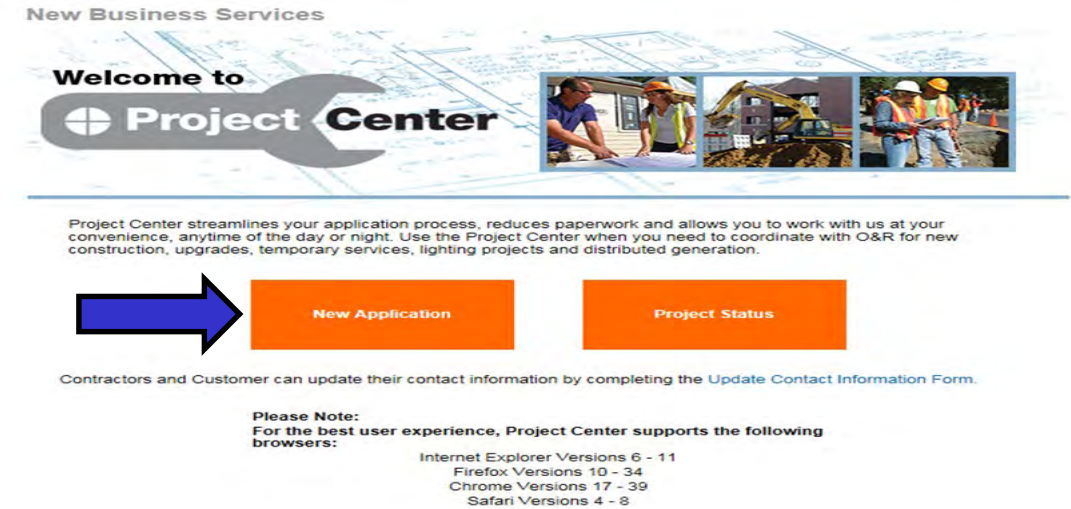 New Business Services
Welcome to
Project Center
Project Center streamlines your application process, reduces paperwork and allows you to work with us at your
convenience, anytime of the day or night. Use the Project Center when you need to coordinate with O&R for new
construction, upgrades, temporary services, lighting projects and distributed generation.
New Application
Project Status
Contractors and Customer can update their contact information by completing the Update Contact Information Form.
Please Note:
For the best user experience, Project Center supports the following
browsers:
Internet Explorer Versions 6 - 11
Firefox Versions 10 - 34
Chrome Versions 17 - 39
Safari Versions 4 - 8